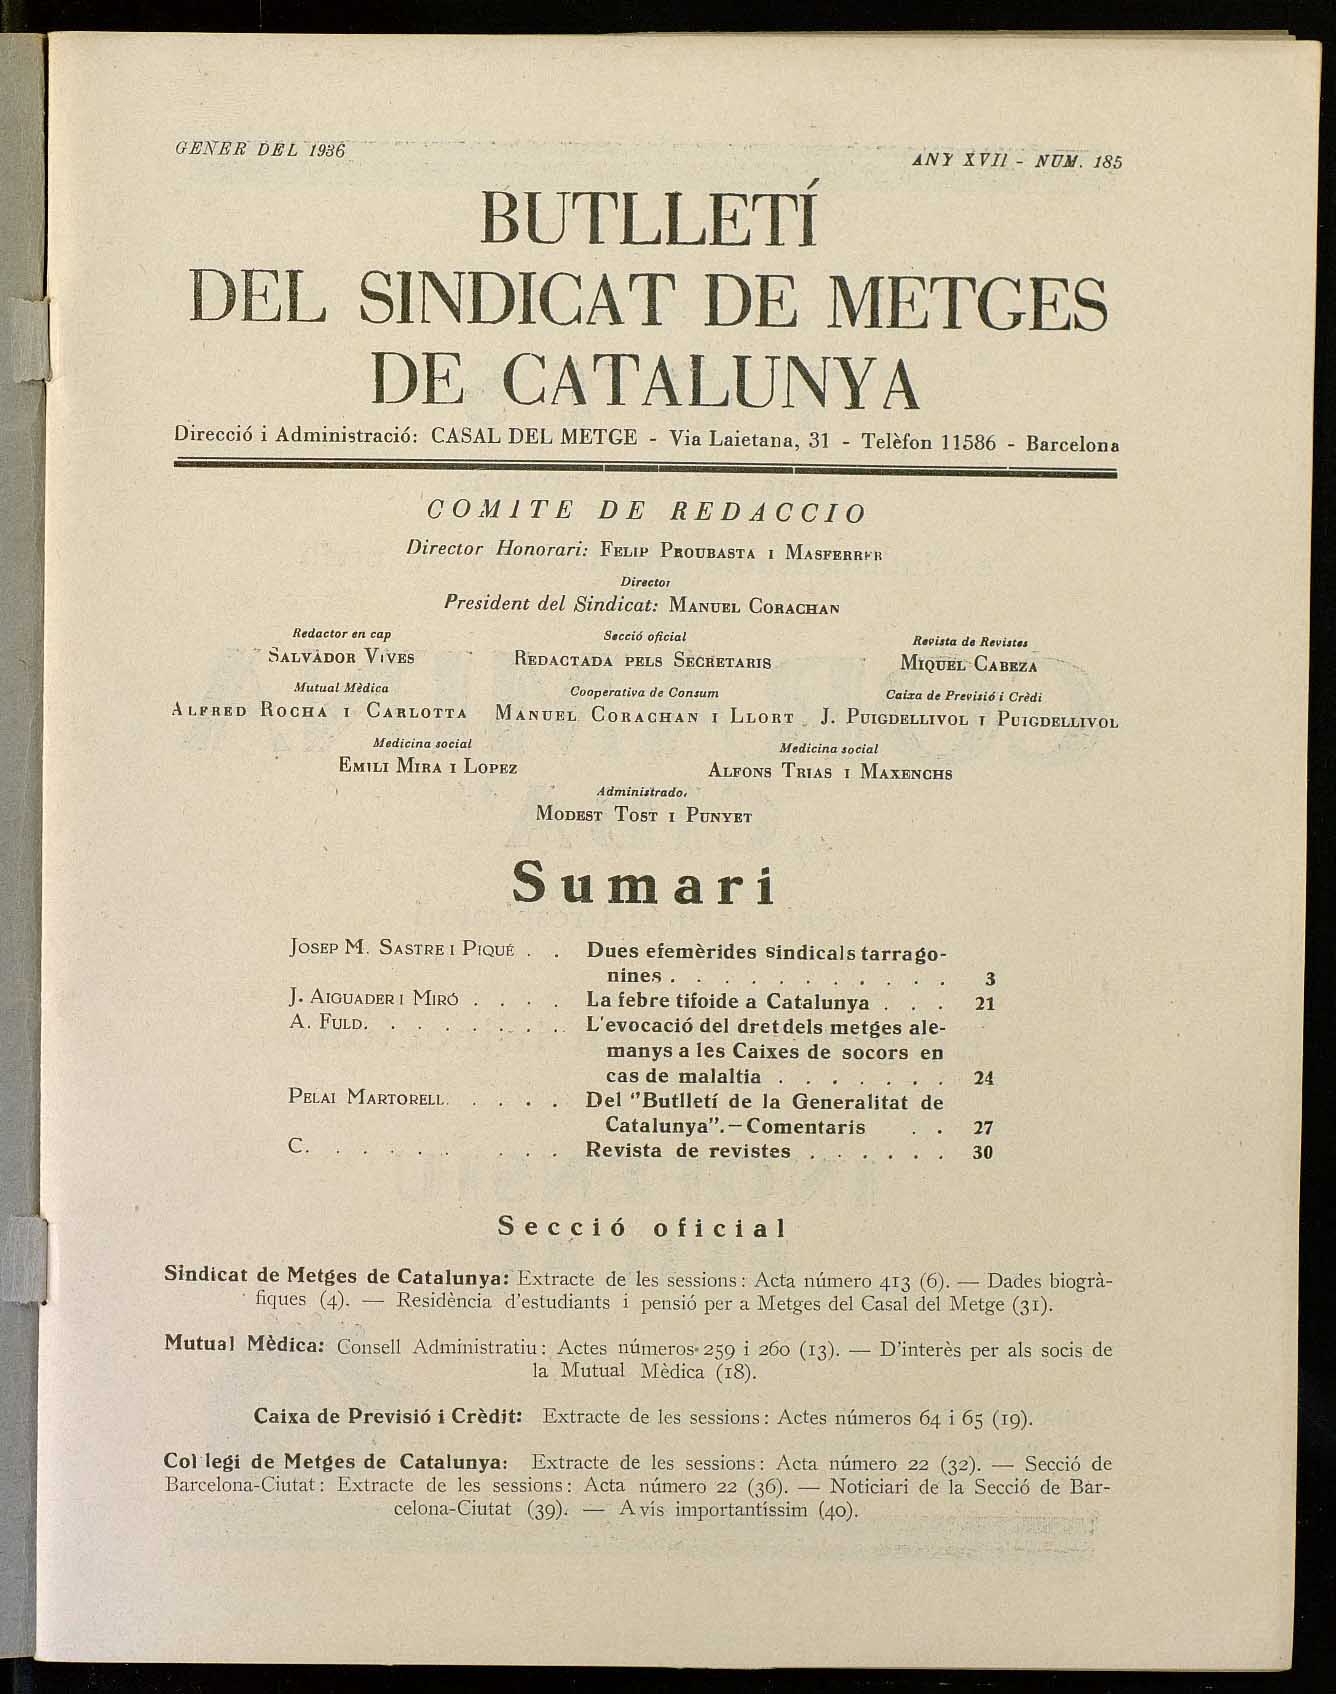 GENER DEL 1936
ANY XVII - NUM. 185
BUTLLETÍ
DEL SINDICAT DE METGES
DE CATALUNYA
Direcció i Administració: CASAL DEL METGE - Via Laietana, 31 - Telèfon 11586 - Barcelona
COMITE DE REDACCIO
Director Honorari: FELIP PROUBASTA I MASFERRER
Director
President del Sindicat: MANUEL CORACHAN
Redactor en cap Secció oficial Revista de Revistes
SALVADOR VIVES REDACTADA PELS SECRETARIS MIQUEL CABEZA
Mutual Mèdica Cooperativa de Consum Caixa de Previsió i Crèdi
ALFRED ROCHA I CARLOTTA MANUEL CORACHAN I LLORT J. PUIGDELLIVOL I PUIGDELLIVOL
Medicina social Medicina social
EMILI MIRA I LOPEZ ALFONS TRIAS I MAXENCHS
Administrador
MODEST TOST I PUNYET
Sumari
JOSEP M. SASTRE I PIQUÉ . . Dues efemèrides sindicals tarrago-
nines . . . . . . . . . . . 3
J. AIGUADER I MIRÓ . . . . La febre tifoide a Catalunya . . . 21
A. FULD. . . . . . . . . L'evocació del dret dels metges ale-
manys a les Caixes de socors en
cas de malaltia . . . . . . . 24
PELAI MARTORELL. . . . . Del "Butlletí de la Generalitat de
Catalunya".—Comentaris . . 27
C. . . . . . . . . . Revista de revistes . . . . . . 30
Secció oficial
Sindicat de Metges de Catalunya: Extracte de les sessions: Acta número 413 (6). — Dades biogrà-
fiques (4). — Residència d'estudiants i pensió per a Metges del Casal del Metge (31).
Mutual Mèdica: Consell Administratiu: Actes números 259 i 260 (13). — D'interès per als socis de
la Mutual Mèdica (18).
Caixa de Previsió i Crèdit: Extracte de les sessions: Actes números 64 i 65 (19).
Col·legi de Metges de Catalunya: Extracte de les sessions: Acta número 22 (32). — Secció de
Barcelona-Ciutat: Extracte de les sessions: Acta número 22 (36). — Noticiari de la Secció de Bar-
celona-Ciutat (39). — Avís importantíssim (40).